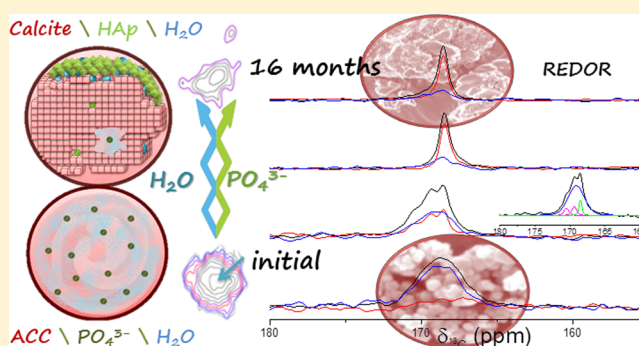 Calcite \ HAp \ H₂O
16 months
REDOR
H₂O PO₄³⁻
180 175 170 165
initial
ACC \ PO₄³⁻ \ H₂O
180 170 160
δ¹³C (ppm)